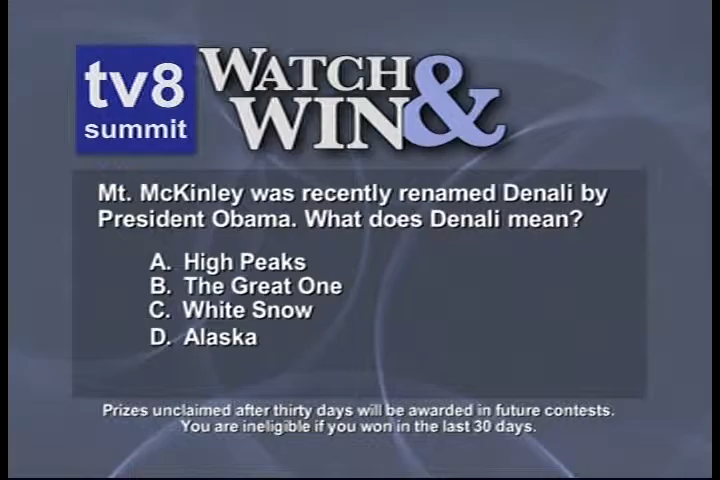 tv8
summit
WATCH
& WIN
Mt. McKinley was recently renamed Denali by
President Obama. What does Denali mean?
A. High Peaks
B. The Great One
C. White Snow
D. Alaska
Prizes unclaimed after thirty days will be awarded in future contests.
You are ineligible if you won in the last 30 days.